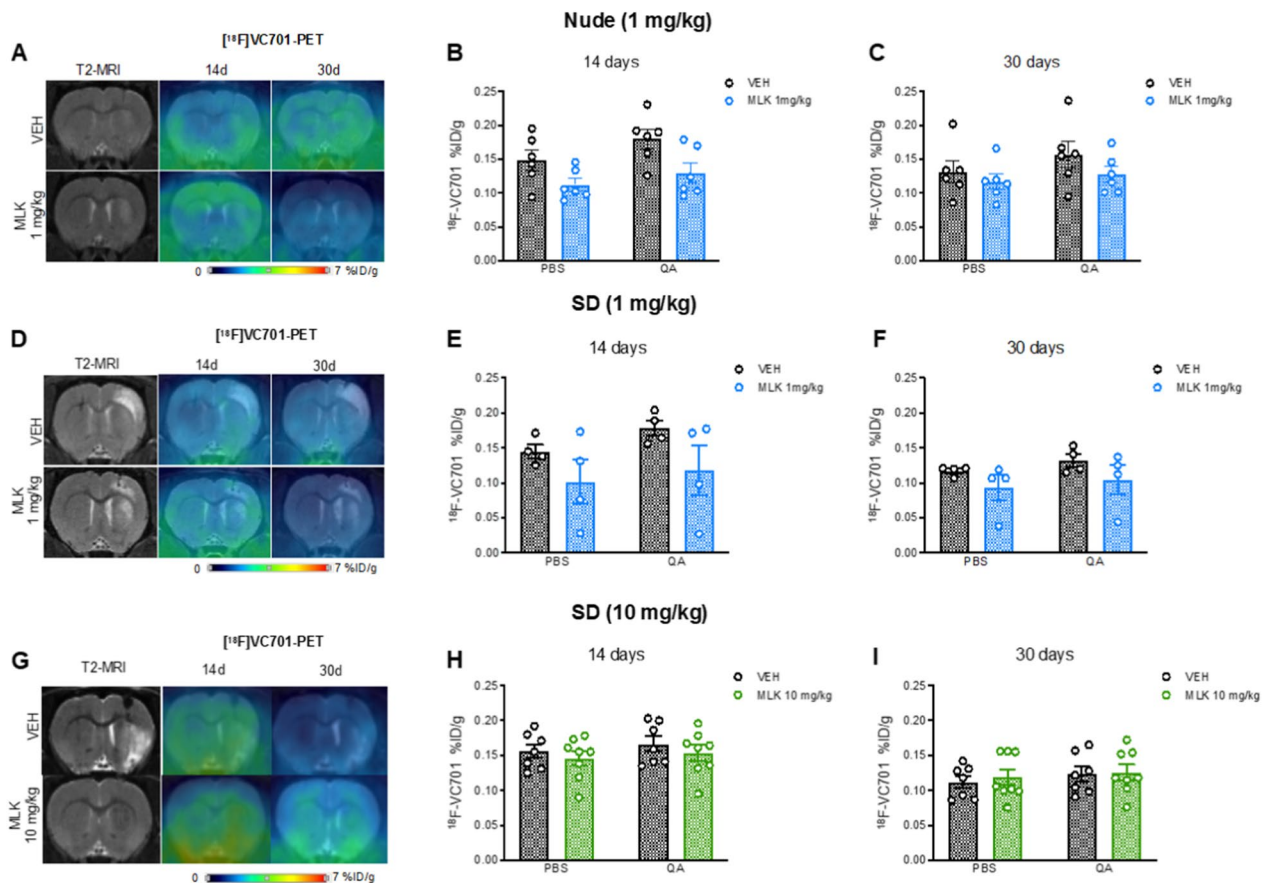 Nude (1 mg/kg)
A
[¹⁸F]VC701-PET
T2-MRI 14d 30d
VEH
MLK
1 mg/kg
0 7 %ID/g
B
14 days
VEH
MLK 1mg/kg
¹⁸F-VC701 %ID/g
0.25
0.20
0.15
0.10
0.05
0.00
PBS QA
C
30 days
VEH
MLK 1mg/kg
¹⁸F-VC701 %ID/g
0.25
0.20
0.15
0.10
0.05
0.00
PBS QA
SD (1 mg/kg)
D
[¹⁸F]VC701-PET
T2-MRI 14d 30d
VEH
MLK
1 mg/kg
0 7 %ID/g
E
14 days
VEH
MLK 1mg/kg
¹⁸F-VC701 %ID/g
0.25
0.20
0.15
0.10
0.05
0.00
PBS QA
F
30 days
VEH
MLK 1mg/kg
¹⁸F-VC701 %ID/g
0.25
0.20
0.15
0.10
0.05
0.00
PBS QA
SD (10 mg/kg)
G
[¹⁸F]VC701-PET
T2-MRI 14d 30d
VEH
MLK
10 mg/kg
0 7 %ID/g
H
14 days
VEH
MLK 10 mg/kg
¹⁸F-VC701 %ID/g
0.25
0.20
0.15
0.10
0.05
0.00
PBS QA
I
30 days
VEH
MLK 10 mg/kg
¹⁸F-VC701 %ID/g
0.25
0.20
0.15
0.10
0.05
0.00
PBS QA